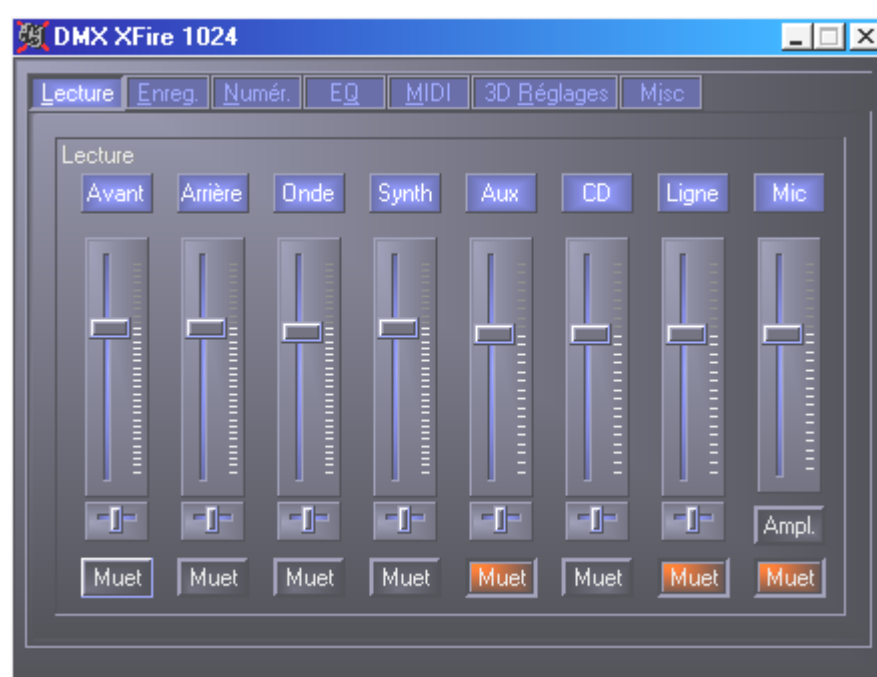 DMX XFire 1024
Lecture Enreg. Numér. EQ MIDI 3D Réglages Misc
Lecture
Avant Arrière Onde Synth Aux CD Ligne Mic
Ampl.
Muet Muet Muet Muet Muet Muet Muet Muet